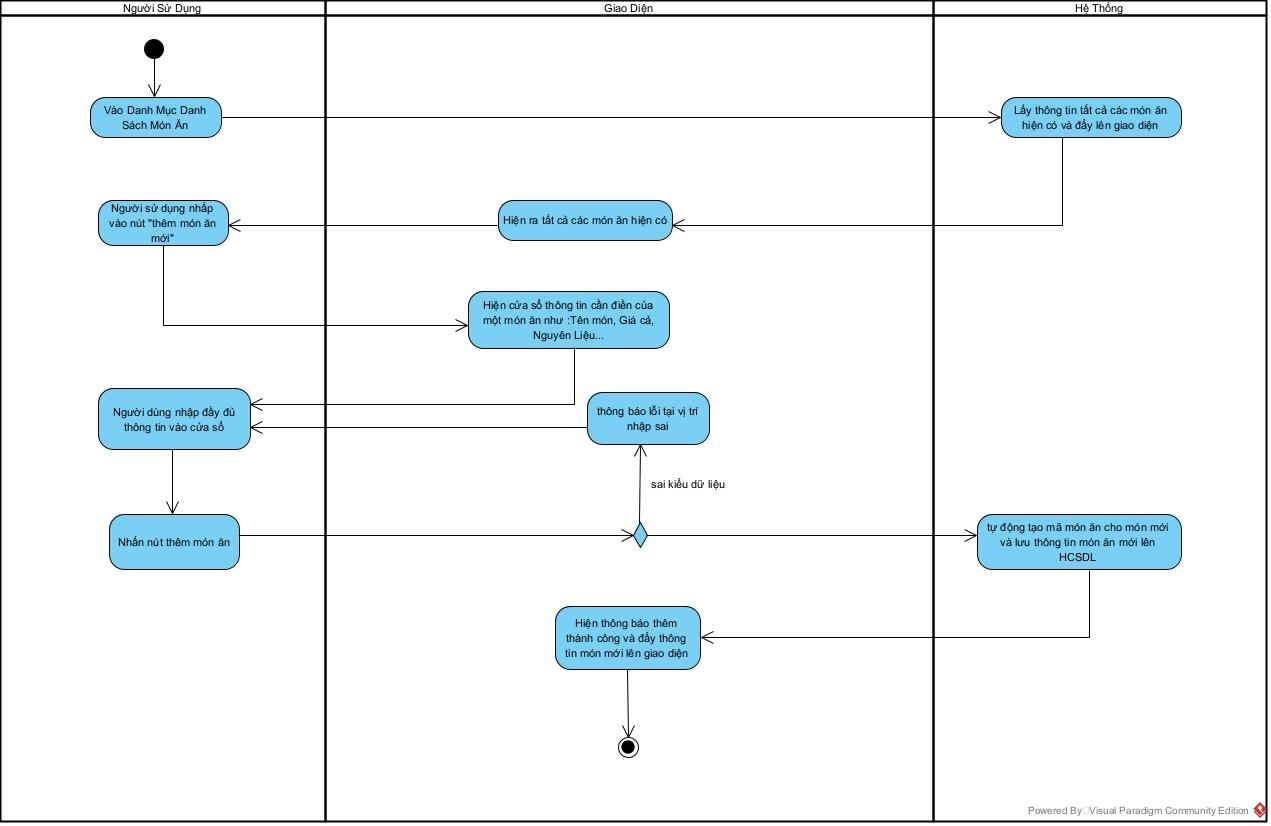 Người Sử Dụng
Giao Diện
Hệ Thống
Vào Danh Mục Danh
Sách Món Ăn
Lấy thông tin tất cả các món ăn
hiện có và đẩy lên giao diện
Người sử dụng nhấp
vào nút "thêm món ăn
mới"
Hiện ra tất cả các món ăn hiện có
Hiện cửa sổ thông tin cần điền của
một món ăn như :Tên món, Giá cả,
Nguyên Liệu...
Người dùng nhập đầy đủ
thông tin vào cửa sổ
thông báo lỗi tại vị trí
nhập sai
sai kiểu dữ liệu
Nhấn nút thêm món ăn
tự động tạo mã món ăn cho món mới
và lưu thông tin món ăn mới lên
HCSDL
Hiện thông báo thêm
thành công và đẩy thông
tin món mới lên giao diện
Powered By Visual Paradigm Community Edition